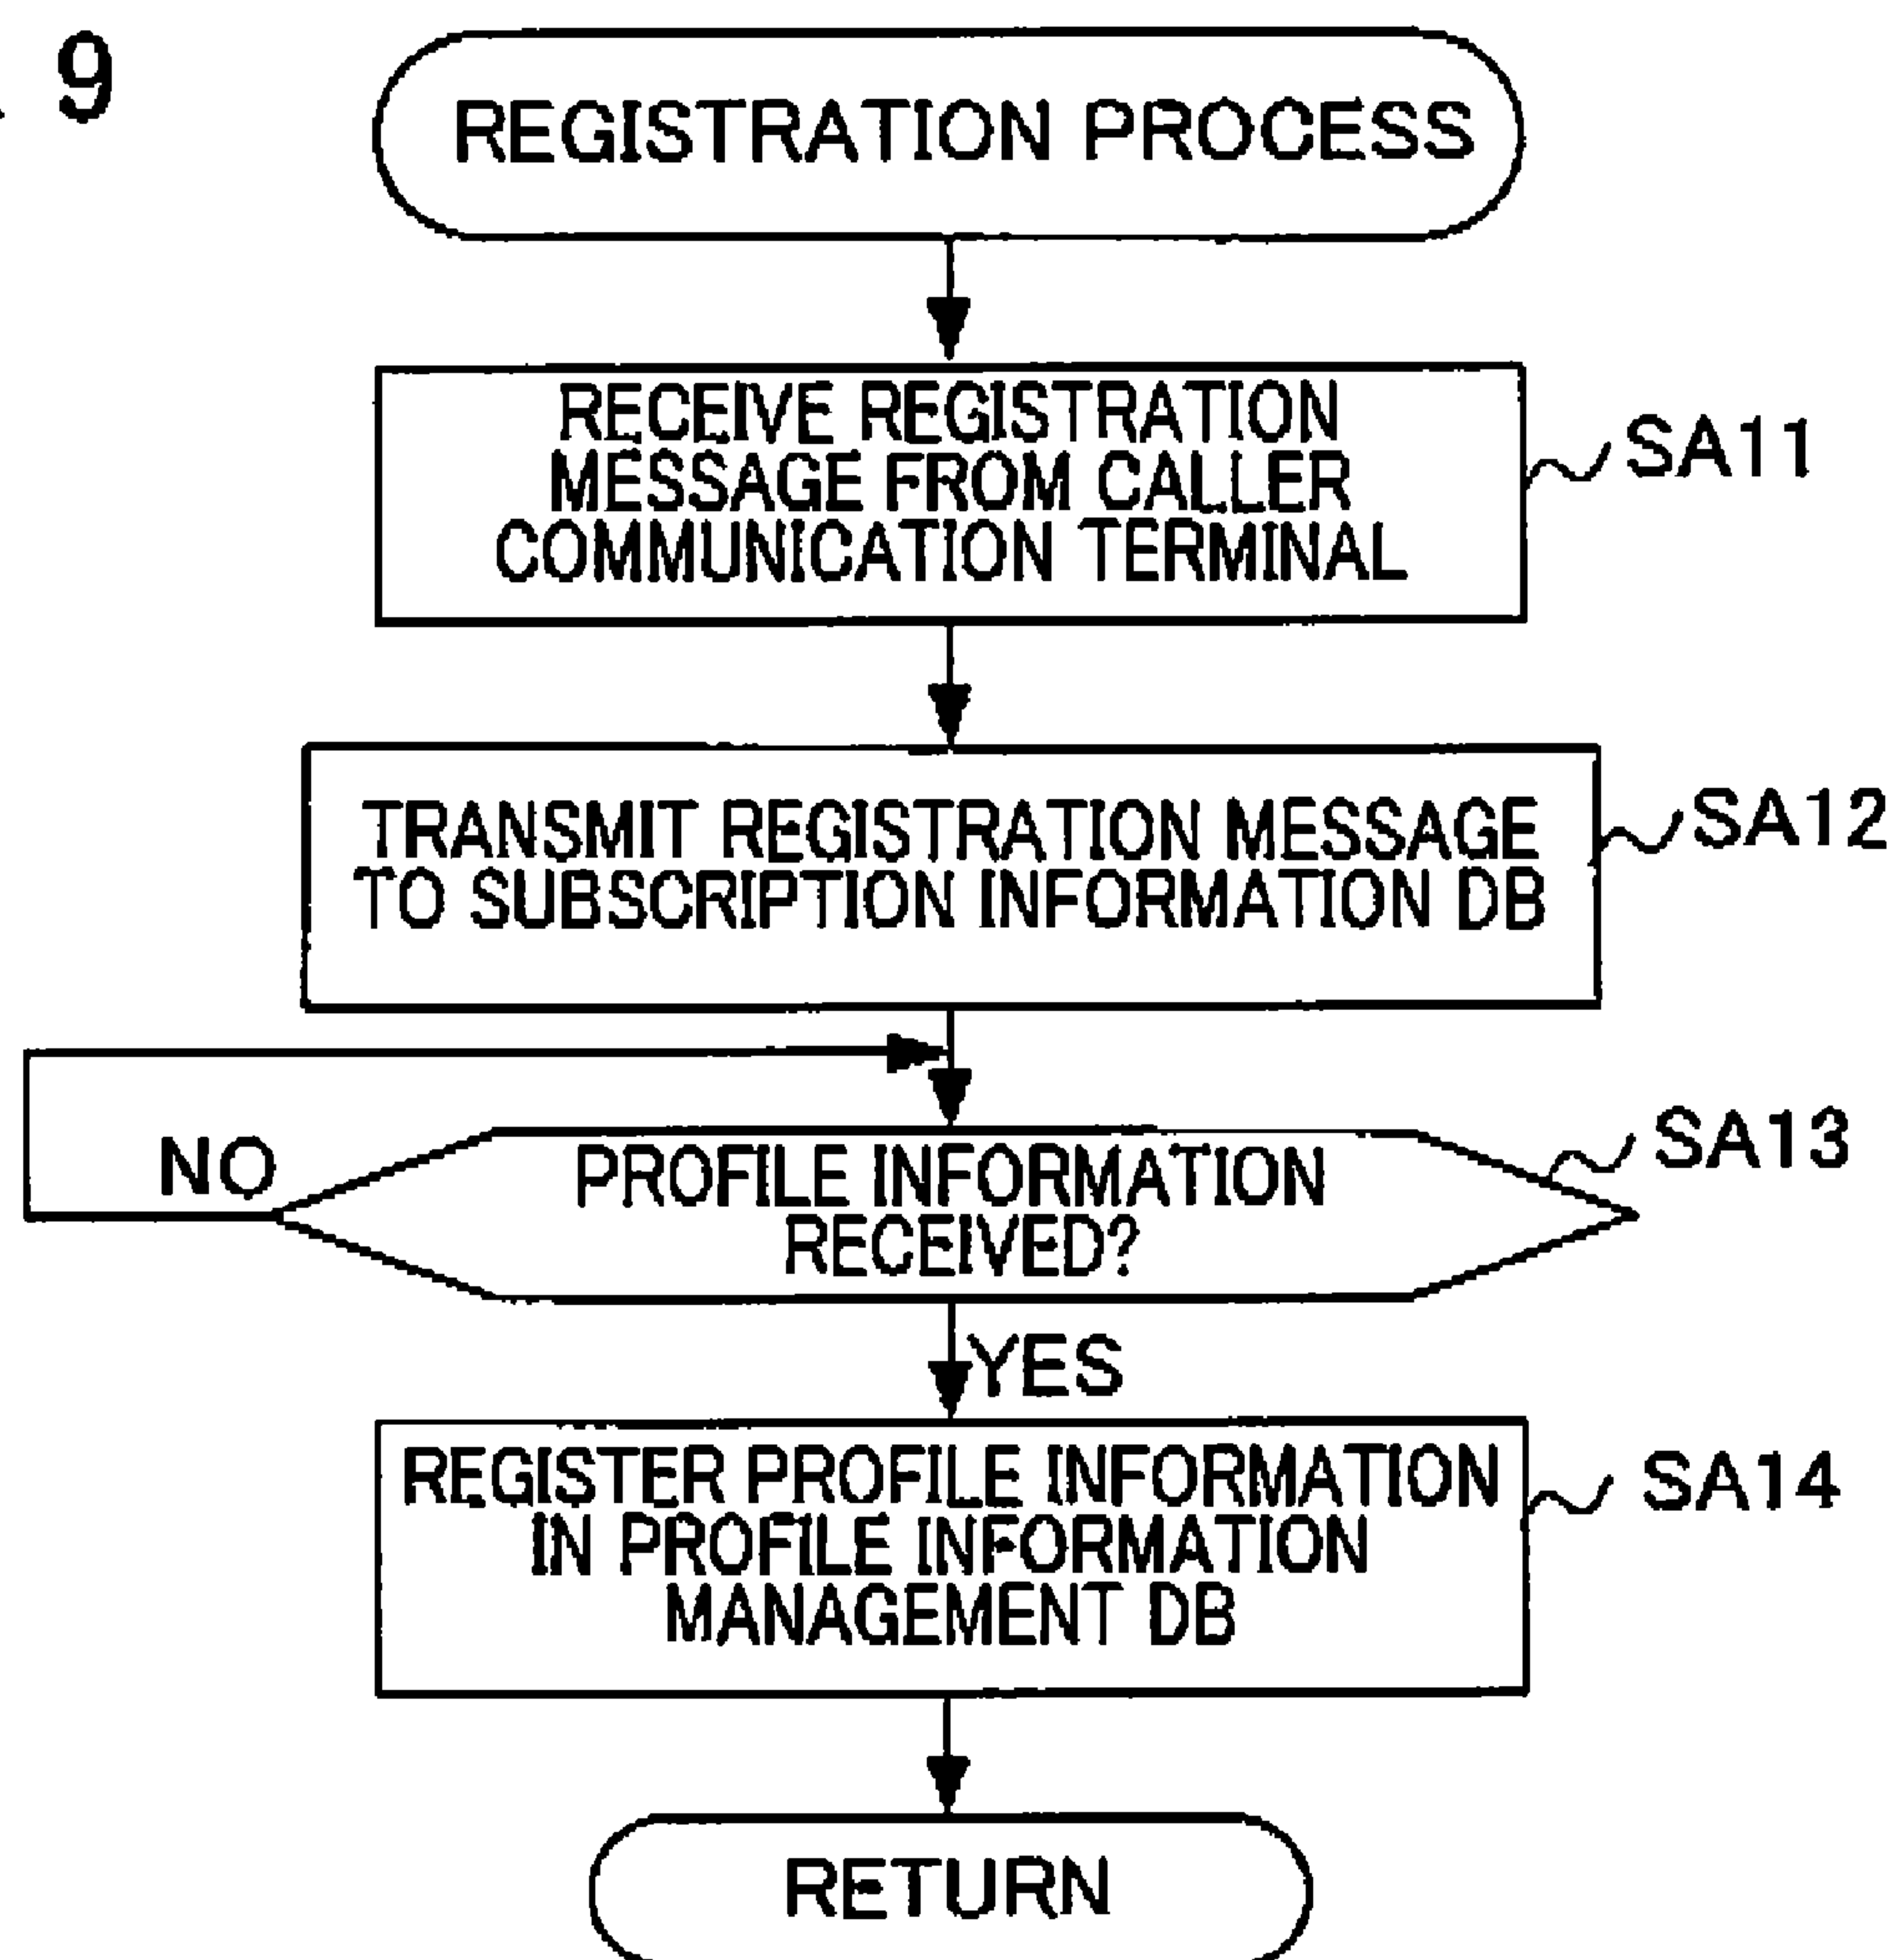 9
REGISTRATION PROCESS
RECEIVE REGISTRATION
MESSAGE FROM CALLER
COMMUNICATION TERMINAL
SA11
TRANSMIT REGISTRATION MESSAGE
TO SUBSCRIPTION INFORMATION DB
SA12
NO
PROFILE INFORMATION
RECEIVED?
SA13
YES
REGISTER PROFILE INFORMATION
IN PROFILE INFORMATION
MANAGEMENT DB
SA14
RETURN